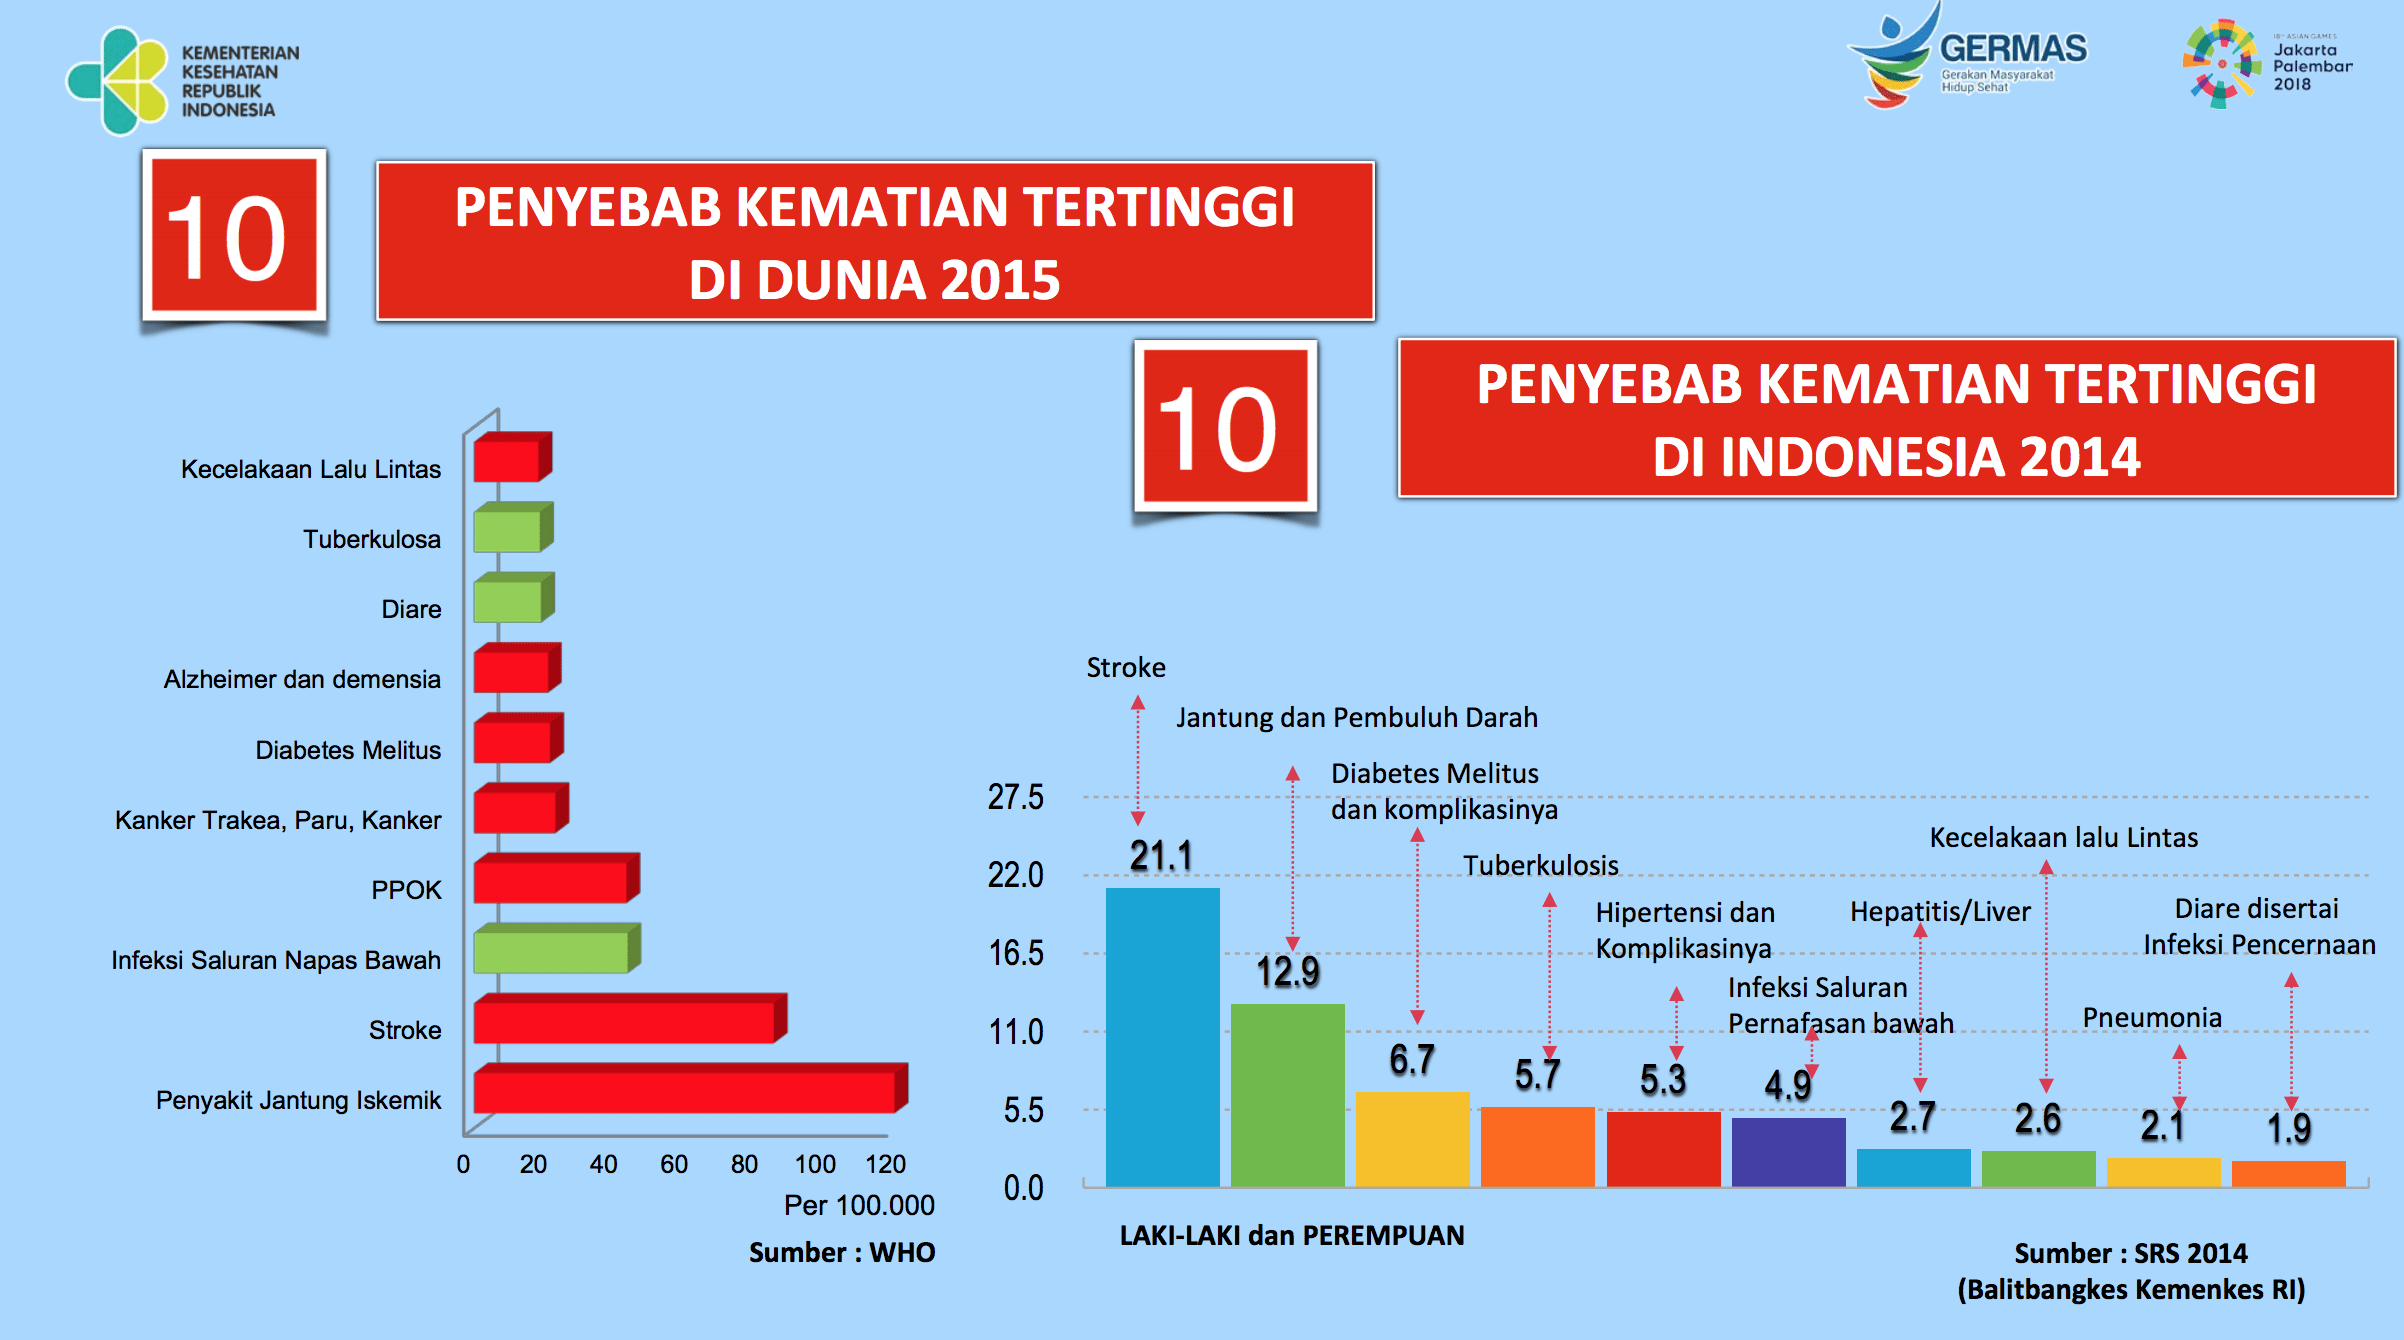 KEMENTERIAN
KESEHATAN
REPUBLIK
INDONESIA
GERMAS
Gerakan Masyarakat
Hidup Sehat
18TH ASIAN GAMES
Jakarta
Palembang
2018
10
PENYEBAB KEMATIAN TERTINGGI
DI DUNIA 2015
10
PENYEBAB KEMATIAN TERTINGGI
DI INDONESIA 2014
Kecelakaan Lalu Lintas
Tuberkulosa
Diare
Alzheimer dan demensia
Diabetes Melitus
Kanker Trakea, Paru, Kanker
PPOK
Infeksi Saluran Napas Bawah
Stroke
Penyakit Jantung Iskemik
0 20 40 60 80 100 120
Per 100.000
Sumber : WHO
Stroke
Jantung dan Pembuluh Darah
Diabetes Melitus
dan komplikasinya
Tuberkulosis
Hipertensi dan
Komplikasinya
Infeksi Saluran
Pernafasan bawah
Hepatitis/Liver
Kecelakaan lalu Lintas
Pneumonia
Diare disertai
Infeksi Pencernaan
27.5
22.0
16.5
11.0
5.5
0.0
21.1
12.9
6.7
5.7
5.3
4.9
2.7
2.6
2.1
1.9
LAKI-LAKI dan PEREMPUAN
Sumber : SRS 2014
(Balitbangkes Kemenkes RI)